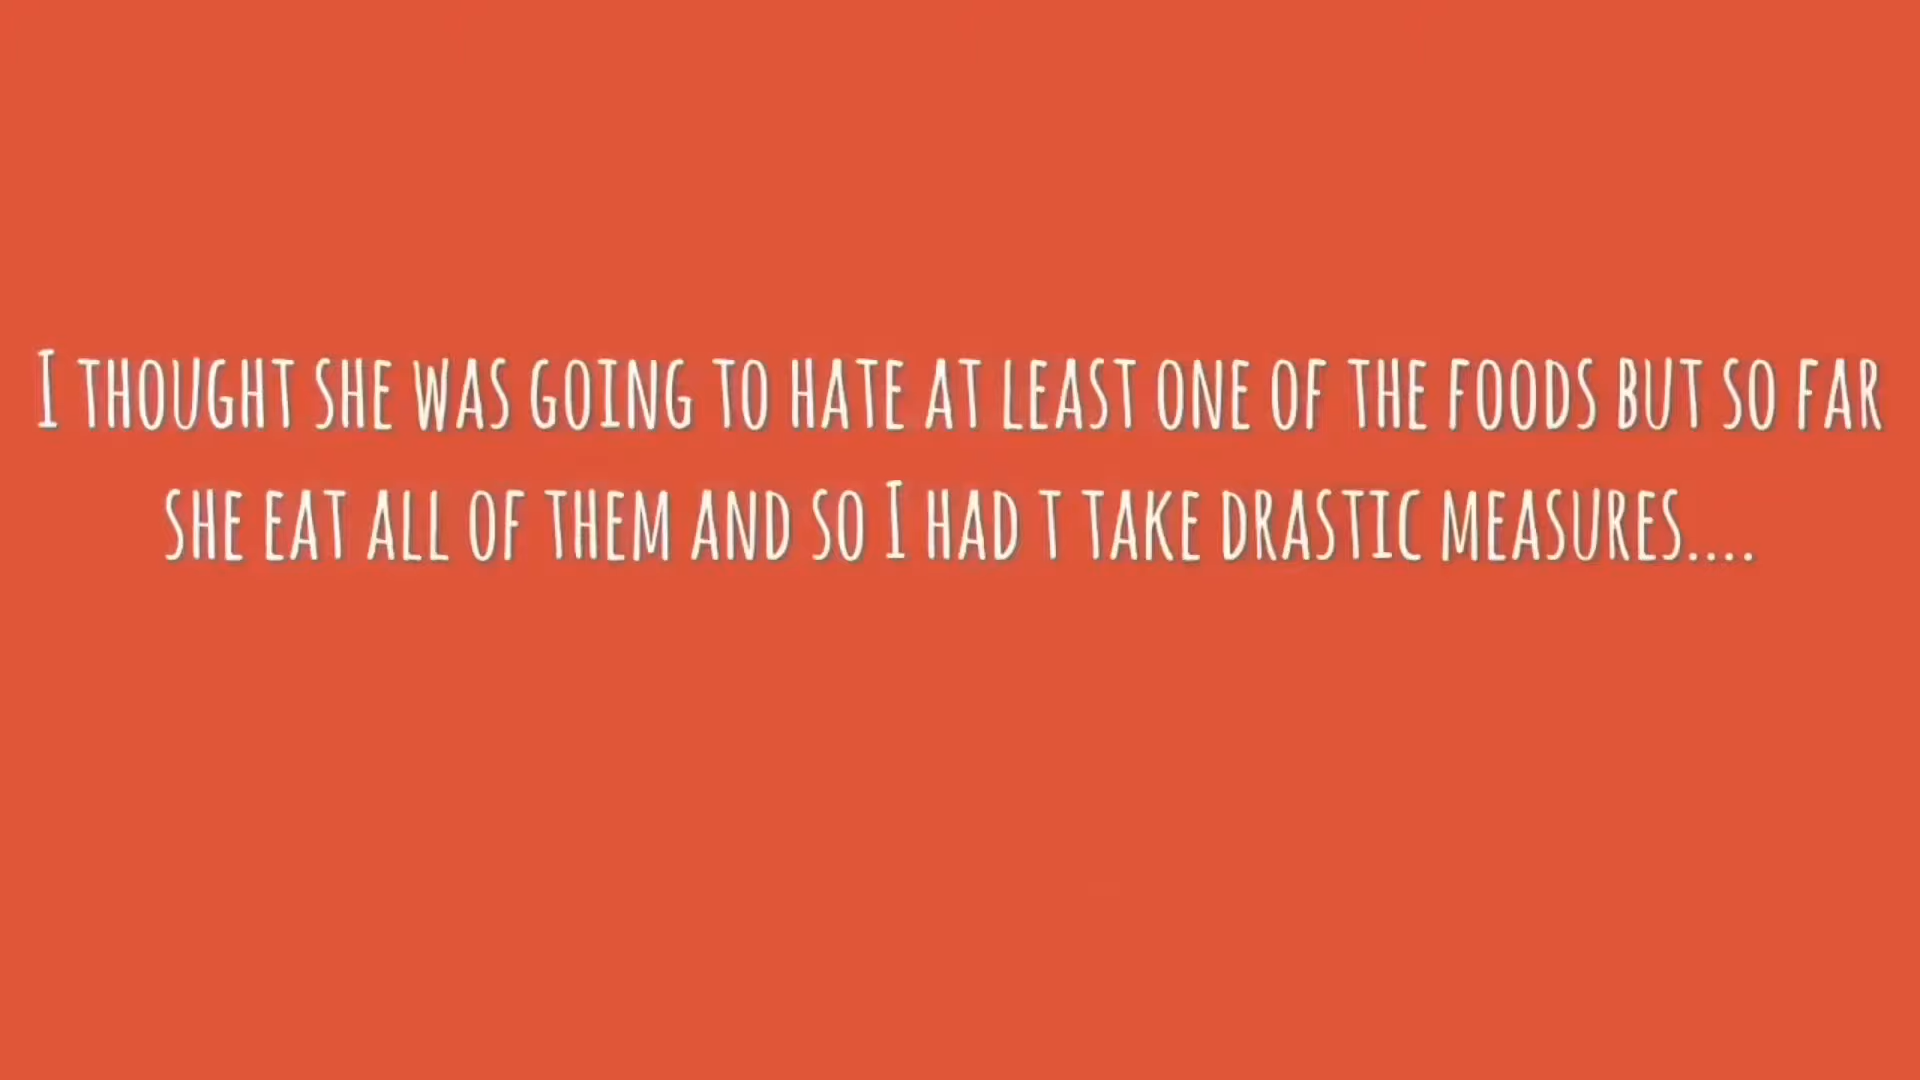 I THOUGHT SHE WAS GOING TO HATE AT LEAST ONE OF THE FOODS BUT SO FAR
SHE EAT ALL OF THEM AND SO I HAD T TAKE DRASTIC MEASURES....